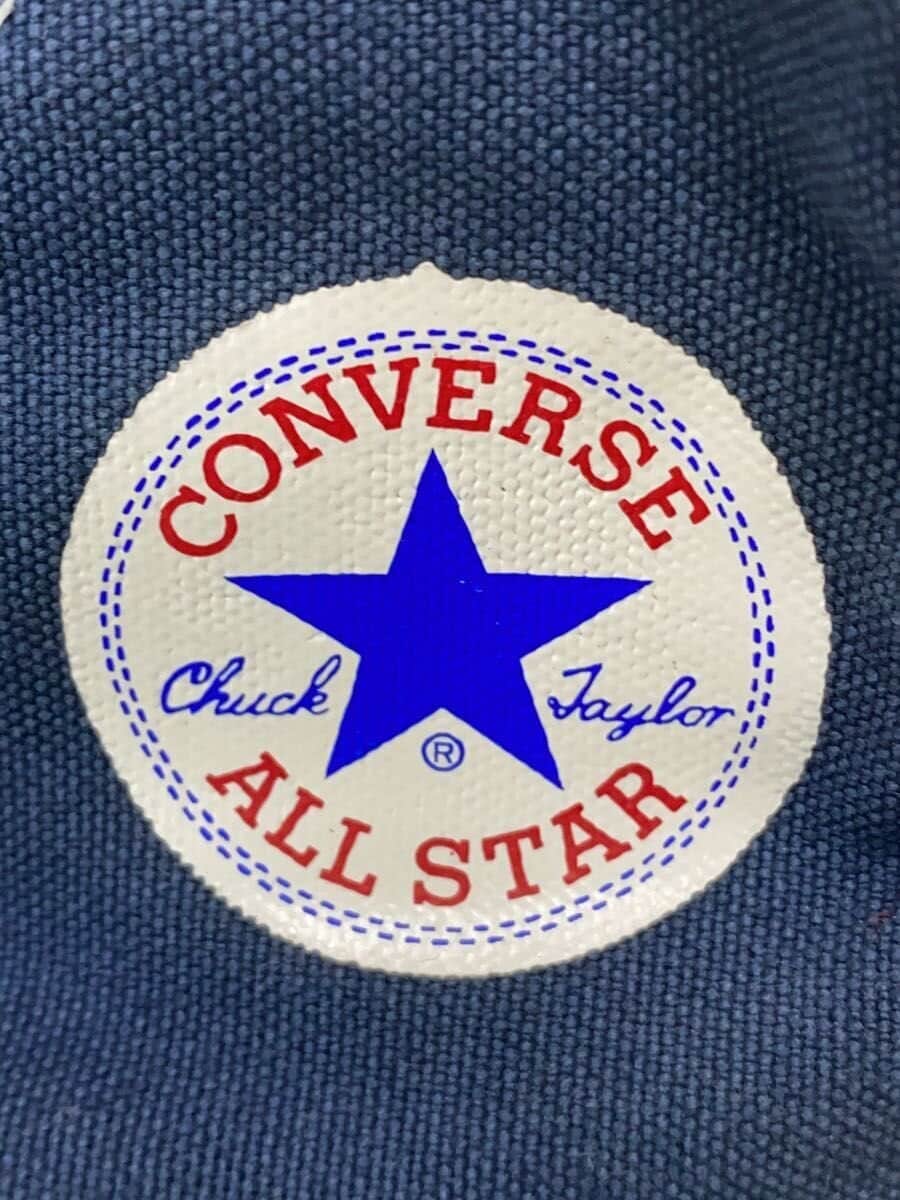 CONVERSE
Chuck Taylor
®
ALL STAR